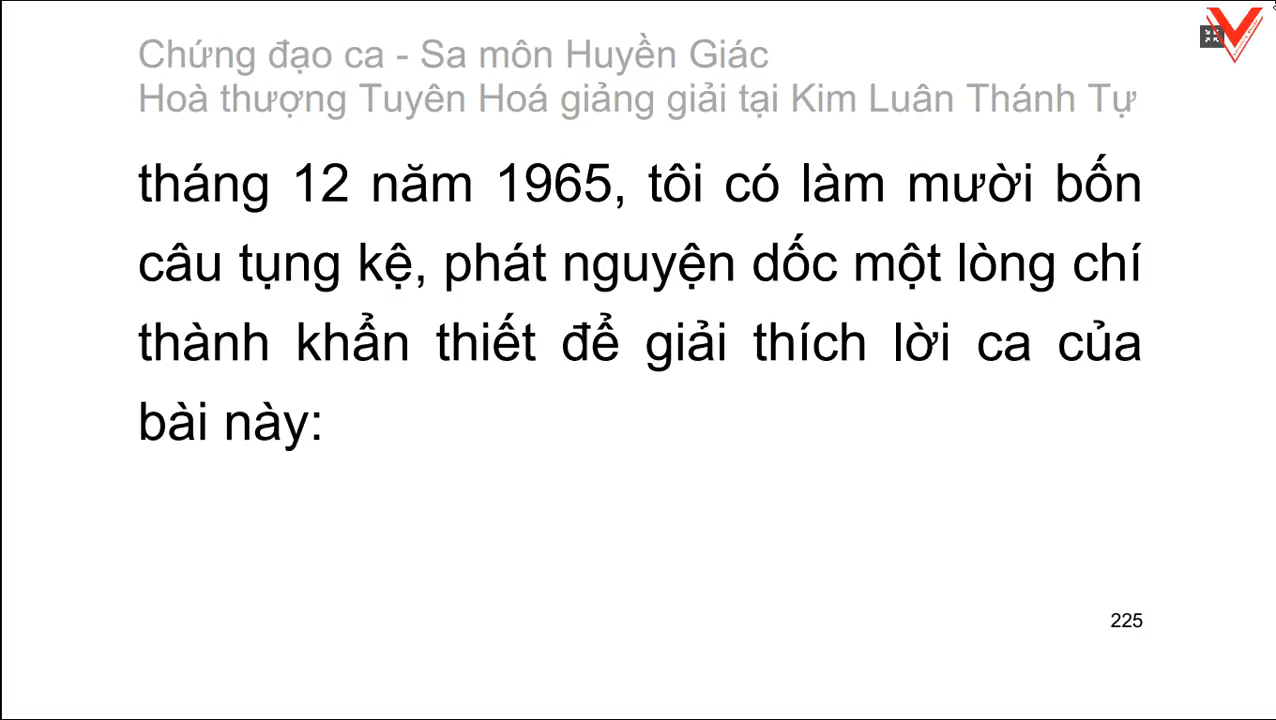 Chứng đạo ca - Sa môn Huyền Giác
Hoà thượng Tuyên Hoá giảng giải tại Kim Luân Thánh Tự
tháng 12 năm 1965, tôi có làm mười bốn
câu tụng kệ, phát nguyện dốc một lòng chí
thành khẩn thiết để giải thích lời ca của
bài này:
225